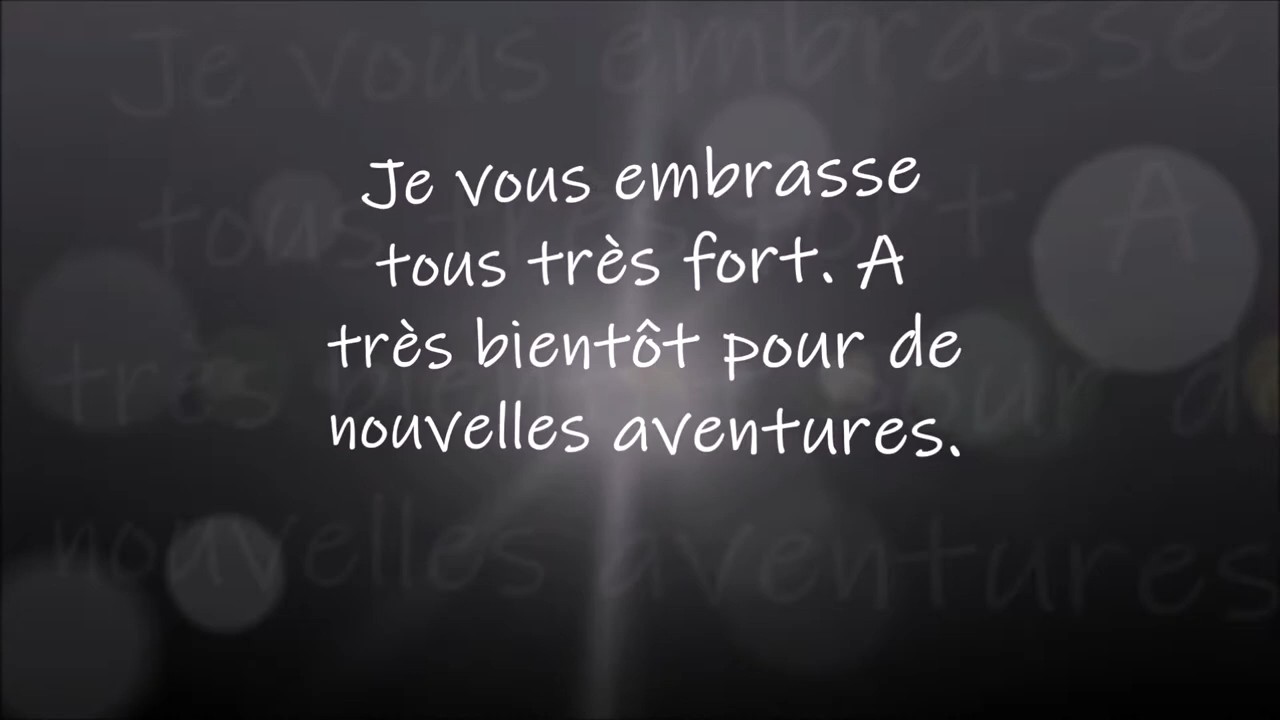 Je vous embrasse
tous très fort. A
très bientôt pour de
nouvelles aventures.